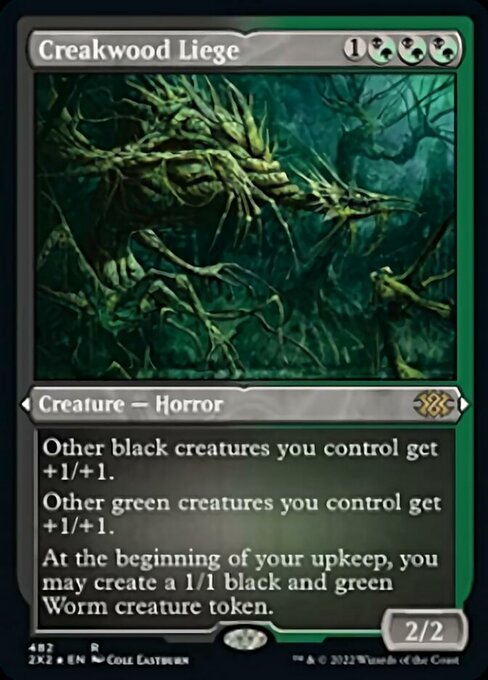 Creakwood Liege 1
Creature — Horror
Other black creatures you control get
+1/+1.
Other green creatures you control get
+1/+1.
At the beginning of your upkeep, you
may create a 1/1 black and green
Worm creature token.
2/2
482 R
2X2 ★ EN Cole Eastburn
™ & © 2022 Wizards of the Coast